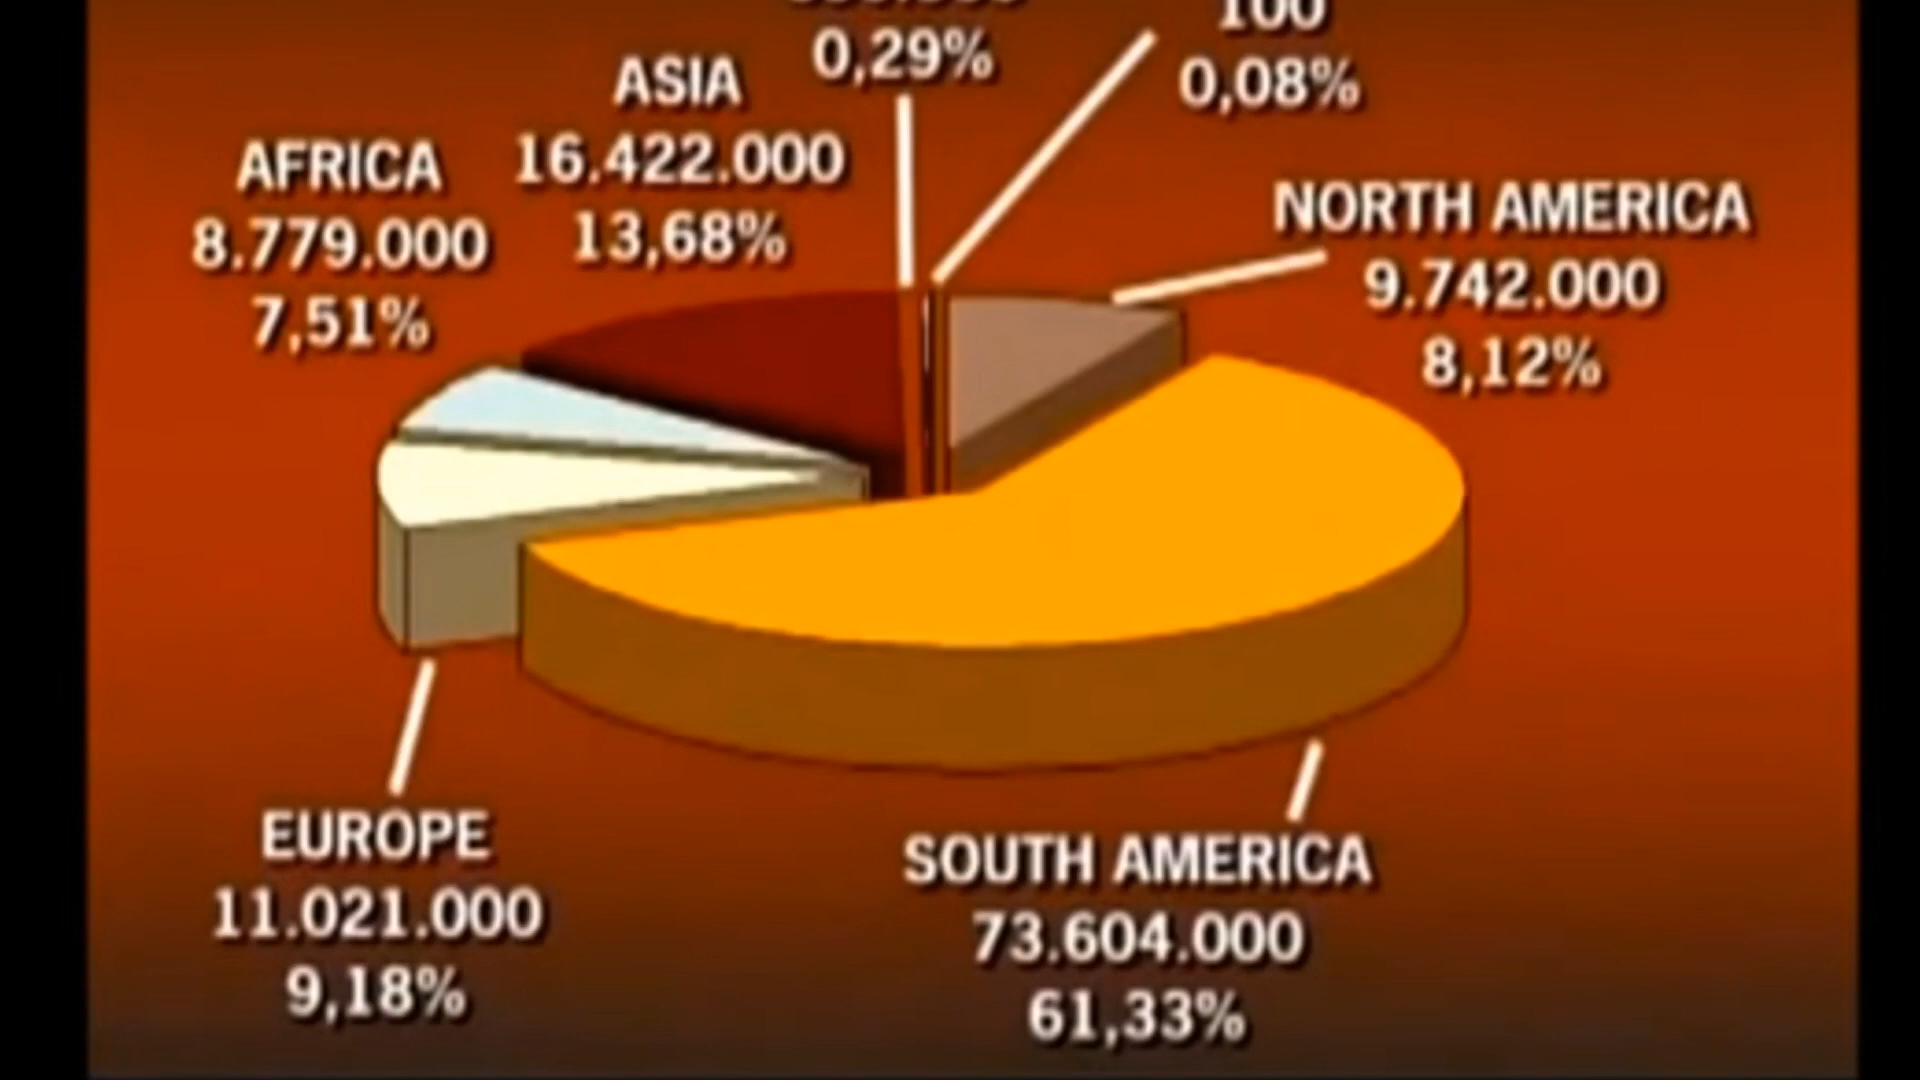 0,29%
100
0,08%
ASIA
16.422.000
13,68%
AFRICA
8.779.000
7,51%
NORTH AMERICA
9.742.000
8,12%
EUROPE
11.021.000
9,18%
SOUTH AMERICA
73.604.000
61,33%